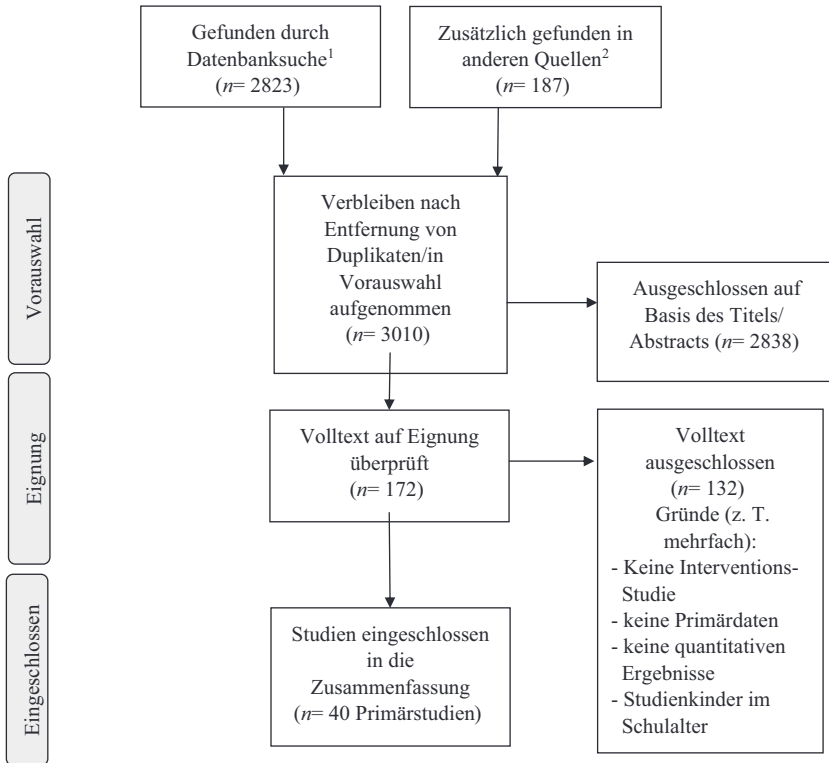 Gefunden durch
Datenbanksuche¹
(n= 2823)
Zusätzlich gefunden in
anderen Quellen²
(n= 187)
Vorauswahl
Verbleiben nach
Entfernung von
Duplikaten/in
Vorauswahl
aufgenommen
(n= 3010)
Ausgeschlossen auf
Basis des Titels/
Abstracts (n= 2838)
Eignung
Volltext auf Eignung
überprüft
(n= 172)
Volltext
ausgeschlossen
(n= 132)
Gründe (z. T.
mehrfach):
- Keine Interventions-
Studie
- keine Primärdaten
- keine quantitativen
Ergebnisse
- Studienkinder im
Schulalter
Eingeschlossen
Studien eingeschlossen
in die
Zusammenfassung
(n= 40 Primärstudien)